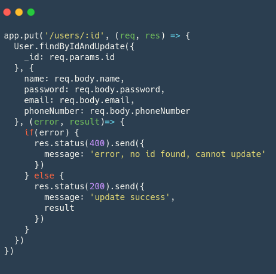 app.put('/users/:id', (req, res) => {
  User.findByIdAndUpdate({
    _id: req.params.id
  }, {
    name: req.body.name,
    password: req.body.password,
    email: req.body.email,
    phoneNumber: req.body.phoneNumber
  }, (error, result)=> {
    if(error) {
      res.status(400).send({
        message: 'error, no id found, cannot update'
      })
    } else {
      res.status(200).send({
        message: 'update success',
        result
      })
    }
  })
})